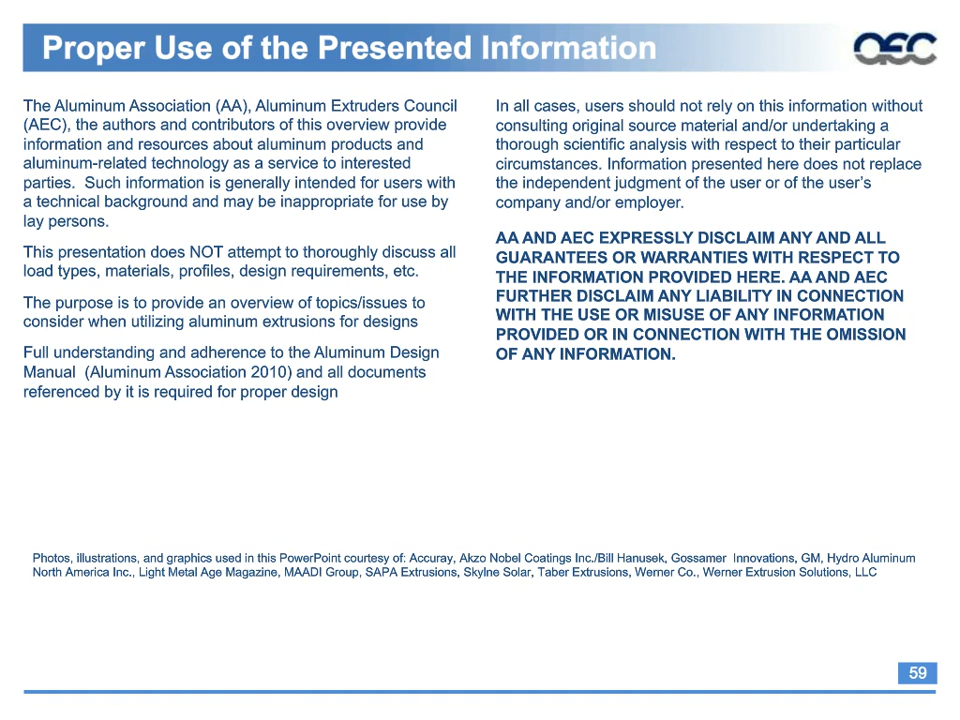 Proper Use of the Presented Information
AEC
The Aluminum Association (AA), Aluminum Extruders Council
(AEC), the authors and contributors of this overview provide
information and resources about aluminum products and
aluminum-related technology as a service to interested
parties.  Such information is generally intended for users with
a technical background and may be inappropriate for use by
lay persons.
This presentation does NOT attempt to thoroughly discuss all
load types, materials, profiles, design requirements, etc.
The purpose is to provide an overview of topics/issues to
consider when utilizing aluminum extrusions for designs
Full understanding and adherence to the Aluminum Design
Manual  (Aluminum Association 2010) and all documents
referenced by it is required for proper design
In all cases, users should not rely on this information without
consulting original source material and/or undertaking a
thorough scientific analysis with respect to their particular
circumstances. Information presented here does not replace
the independent judgment of the user or of the user's
company and/or employer.
AA AND AEC EXPRESSLY DISCLAIM ANY AND ALL
GUARANTEES OR WARRANTIES WITH RESPECT TO
THE INFORMATION PROVIDED HERE. AA AND AEC
FURTHER DISCLAIM ANY LIABILITY IN CONNECTION
WITH THE USE OR MISUSE OF ANY INFORMATION
PROVIDED OR IN CONNECTION WITH THE OMISSION
OF ANY INFORMATION.
Photos, illustrations, and graphics used in this PowerPoint courtesy of: Accuray, Akzo Nobel Coatings Inc./Bill Hanusek, Gossamer  Innovations, GM, Hydro Aluminum
North America Inc., Light Metal Age Magazine, MAADI Group, SAPA Extrusions, Skylne Solar, Taber Extrusions, Werner Co., Werner Extrusion Solutions, LLC
59